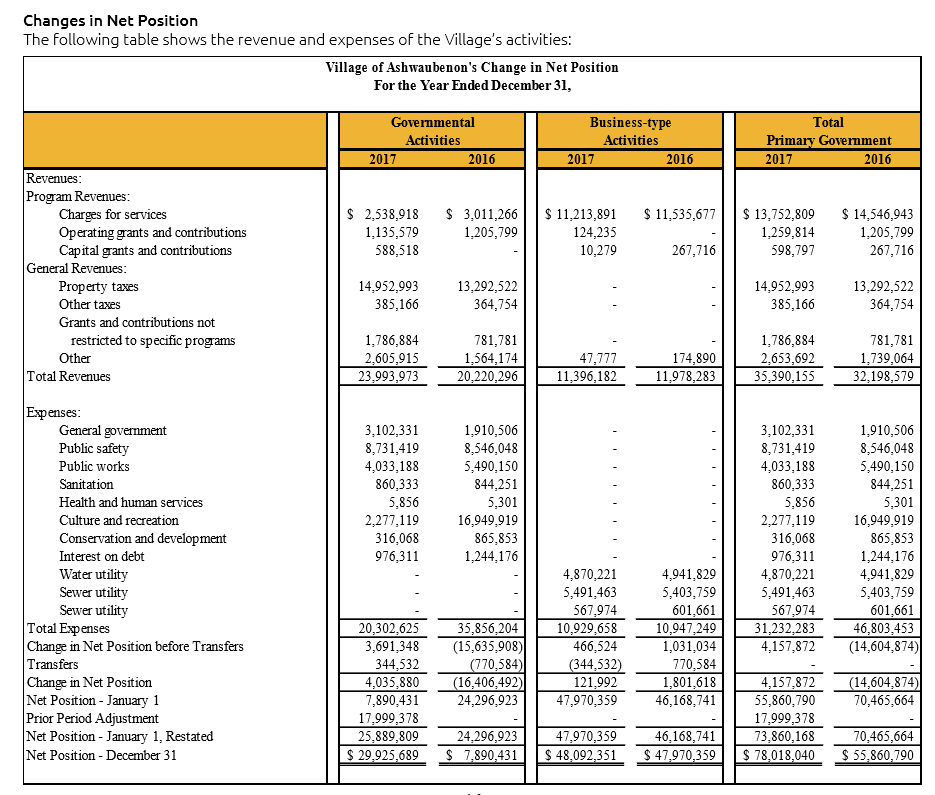 Changes in Net Position
The following table shows the revenue and expenses of the Village's activities:
Village of Ashwaubenon's Change in Net Position
For the Year Ended December 31,
Governmental Business-type Total
Activities Activities Primary Government
2017 2016 2017 2016 2017 2016
Revenues:
Program Revenues:
Charges for services $ 2,538,918 $ 3,011,266 $ 11,213,891 $ 11,535,677 $ 13,752,809 $ 14,546,943
Operating grants and contributions 1,135,579 1,205,799 124,235 - 1,259,814 1,205,799
Capital grants and contributions 588,518 - 10,279 267,716 598,797 267,716
General Revenues:
Property taxes 14,952,993 13,292,522 - - 14,952,993 13,292,522
Other taxes 385,166 364,754 - - 385,166 364,754
Grants and contributions not
restricted to specific programs 1,786,884 781,781 - - 1,786,884 781,781
Other 2,605,915 1,564,174 47,777 174,890 2,653,692 1,739,064
Total Revenues 23,993,973 20,220,296 11,396,182 11,978,283 35,390,155 32,198,579
Expenses:
General government 3,102,331 1,910,506 - - 3,102,331 1,910,506
Public safety 8,731,419 8,546,048 - - 8,731,419 8,546,048
Public works 4,033,188 5,490,150 - - 4,033,188 5,490,150
Sanitation 860,333 844,251 - - 860,333 844,251
Health and human services 5,856 5,301 - - 5,856 5,301
Culture and recreation 2,277,119 16,949,919 - - 2,277,119 16,949,919
Conservation and development 316,068 865,853 - - 316,068 865,853
Interest on debt 976,311 1,244,176 - - 976,311 1,244,176
Water utility - - 4,870,221 4,941,829 4,870,221 4,941,829
Sewer utility - - 5,491,463 5,403,759 5,491,463 5,403,759
Sewer utility - - 567,974 601,661 567,974 601,661
Total Expenses 20,302,625 35,856,204 10,929,658 10,947,249 31,232,283 46,803,453
Change in Net Position before Transfers 3,691,348 (15,635,908) 466,524 1,031,034 4,157,872 (14,604,874)
Transfers 344,532 (770,584) (344,532) 770,584 - -
Change in Net Position 4,035,880 (16,406,492) 121,992 1,801,618 4,157,872 (14,604,874)
Net Position - January 1 7,890,431 24,296,923 47,970,359 46,168,741 55,860,790 70,465,664
Prior Period Adjustment 17,999,378 - - - 17,999,378 -
Net Position - January 1, Restated 25,889,809 24,296,923 47,970,359 46,168,741 73,860,168 70,465,664
Net Position - December 31 $ 29,925,689 $ 7,890,431 $ 48,092,351 $ 47,970,359 $ 78,018,040 $ 55,860,790